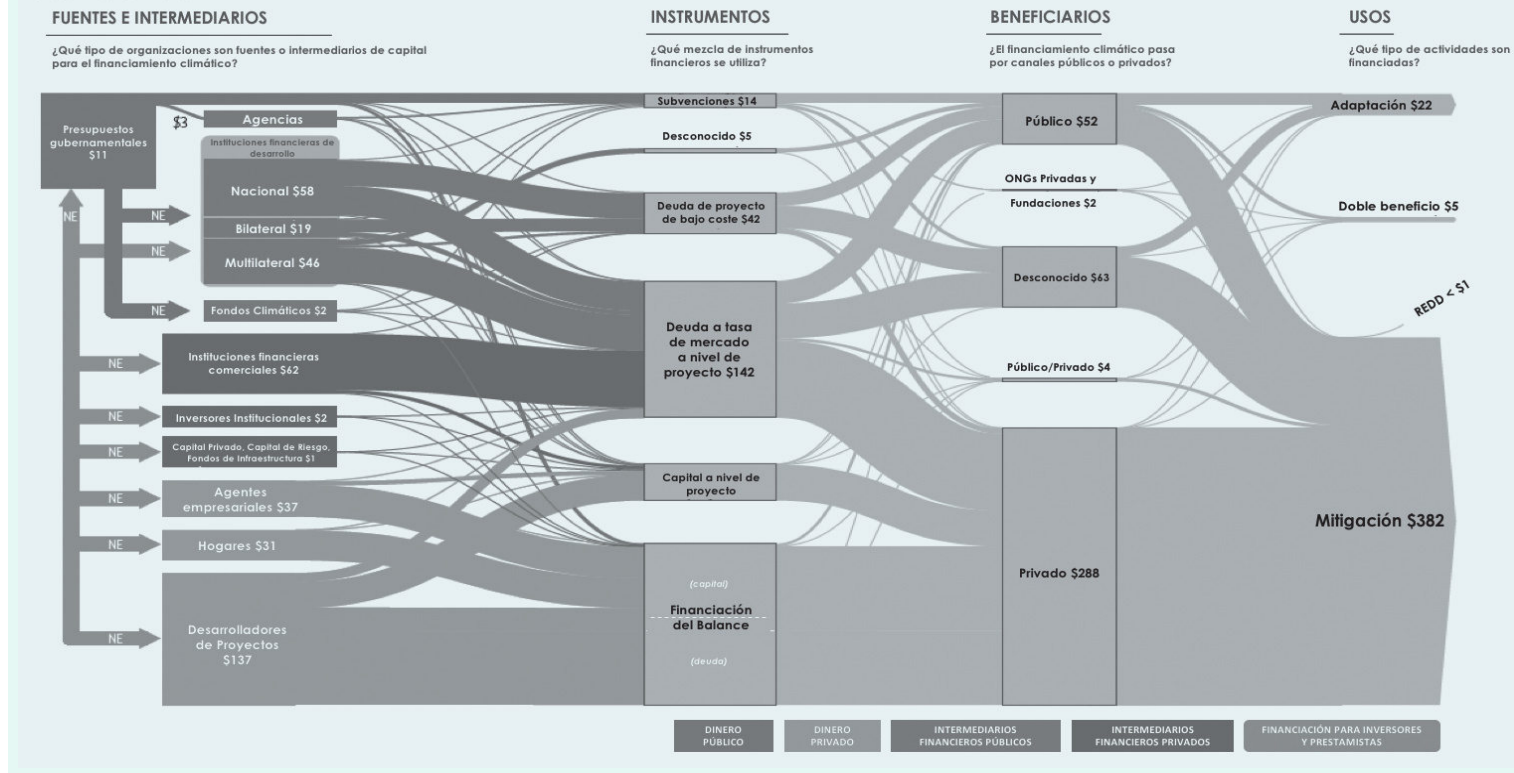 FUENTES E INTERMEDIARIOS
¿Qué tipo de organizaciones son fuentes o intermediarios de capital
para el financiamiento climático?
Presupuestos
gubernamentales
$11
$3
Agencias
Instituciones financieras de
desarrollo
Nacional $58
NE
NE
Bilateral $19
NE
Multilateral $46
NE
Fondos Climáticos $2
NE
Instituciones financieras
comerciales $62
NE
Inversores Institucionales $2
NE
Capital Privado, Capital de Riesgo,
Fondos de Infraestructura $1
NE
Agentes
empresariales $37
NE
Hogares $31
NE
Desarrolladores
de Proyectos
$137
INSTRUMENTOS
¿Qué mezcla de instrumentos
financieros se utiliza?
Subvenciones $14
Desconocido $5
Deuda de proyecto
de bajo coste $42
Deuda a tasa
de mercado
a nivel de
proyecto $142
Capital a nivel de
proyecto
(capital)
Financiación
del Balance
(deuda)
BENEFICIARIOS
¿El financiamiento climático pasa
por canales públicos o privados?
Público $52
ONGs Privadas y
Fundaciones $2
Desconocido $63
Público/Privado $4
Privado $288
USOS
¿Qué tipo de actividades son
financiadas?
Adaptación $22
Doble beneficio $5
REDD < $1
Mitigación $382
DINERO
PÚBLICO
DINERO
PRIVADO
INTERMEDIARIOS
FINANCIEROS PÚBLICOS
INTERMEDIARIOS
FINANCIEROS PRIVADOS
FINANCIACIÓN PARA INVERSORES
Y PRESTAMISTAS